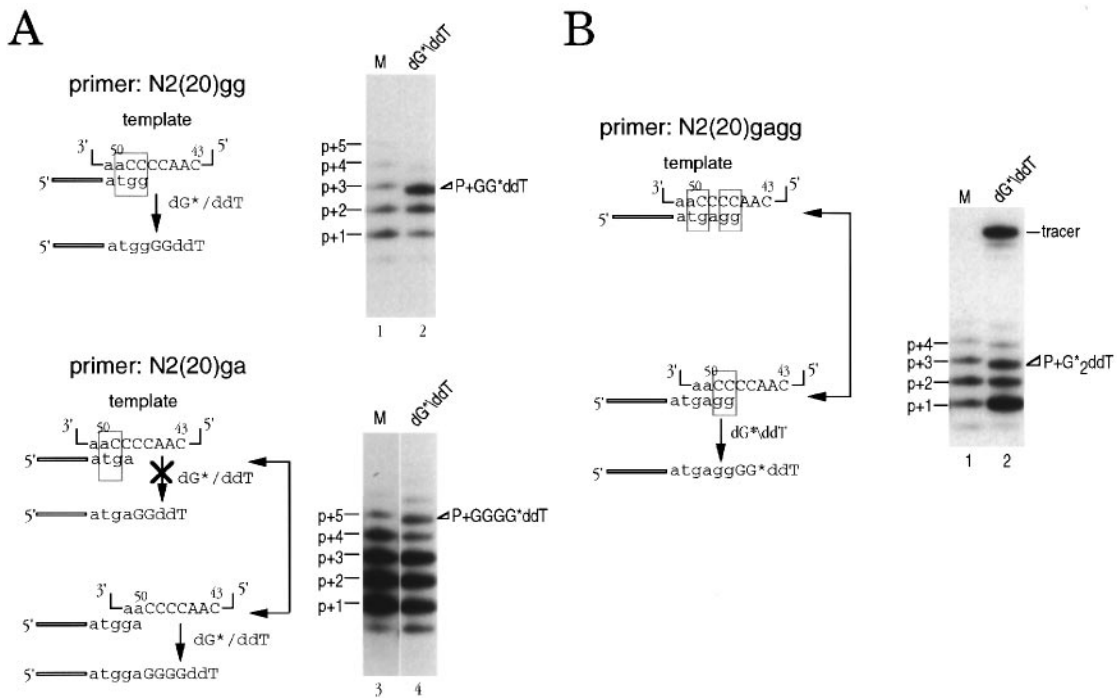 A
primer: N2(20)gg
template
3' 50 43 5'
aaCCCCAAC
5' atgg
dG*/ddT
5' atggGGddT
M dG*\ddT
p+5
p+4
p+3
p+2
p+1
P+GG*ddT
1 2
primer: N2(20)ga
template
3' 50 43 5'
aaCCCCAAC
5' atga
dG*/ddT
5' atgaGGddT
3' 50 43 5'
aaCCCCAAC
5' atgga
dG*/ddT
5' atggaGGGGddT
M dG*\ddT
p+5
p+4
p+3
p+2
p+1
P+GGGG*ddT
3 4
B
primer: N2(20)gagg
template
3' 50 43 5'
aaCCCCAAC
5' atgagg
3' 50 43 5'
aaCCCCAAC
5' atgagg
dG*\ddT
5' atgaggGG*ddT
M dG*\ddT
tracer
p+4
p+3
p+2
p+1
P+G*2ddT
1 2